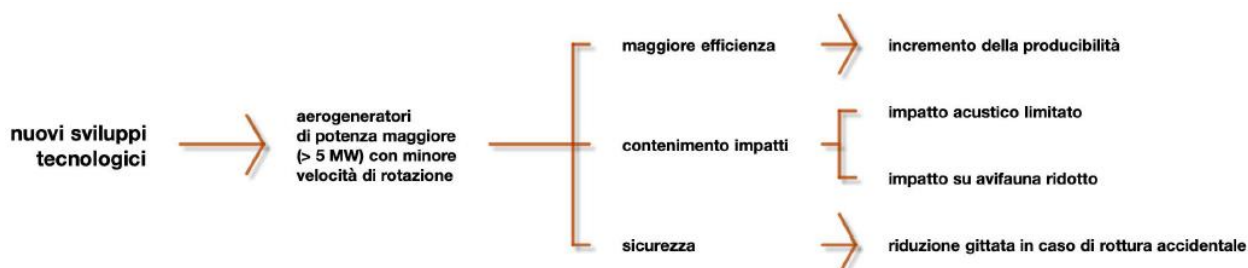 nuovi sviluppi
tecnologici
aerogeneratori
di potenza maggiore
(> 5 MW) con minore
velocità di rotazione
maggiore efficienza
incremento della producibilità
contenimento impatti
impatto acustico limitato
impatto su avifauna ridotto
sicurezza
riduzione gittata in caso di rottura accidentale